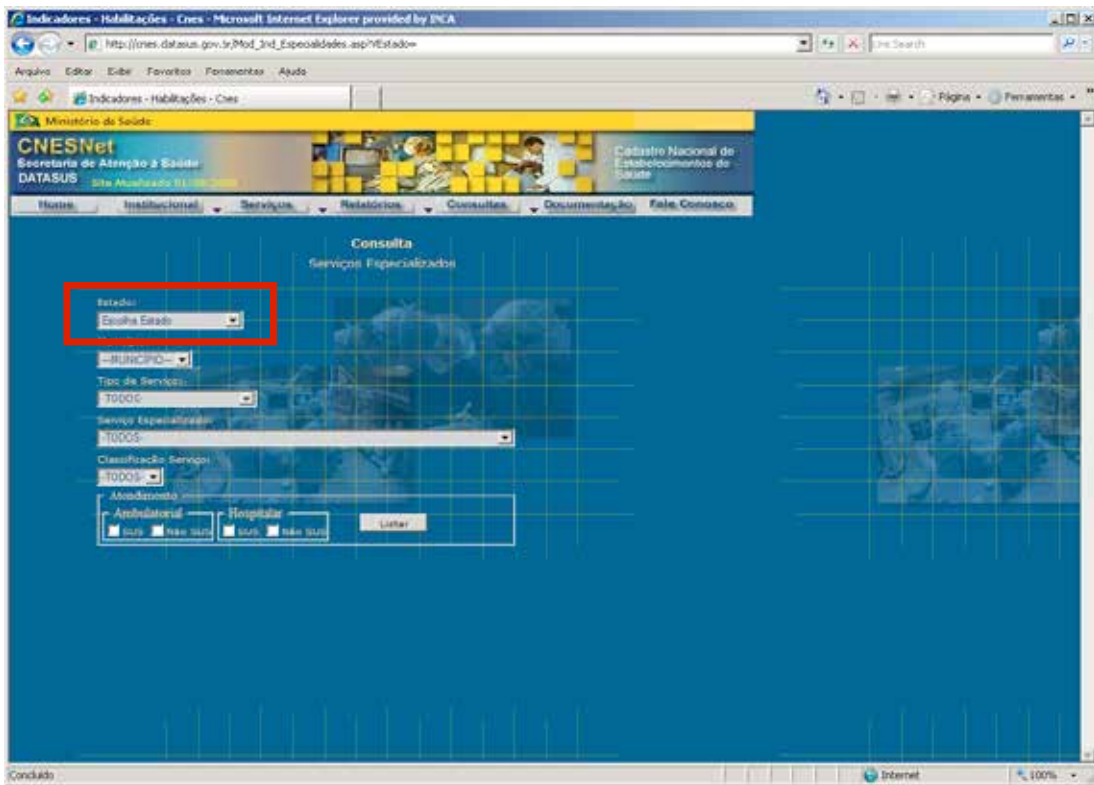 Indicadores - Habilitações - Cnes - Microsoft Internet Explorer provided by INCA
Arquivo Editar Exibir Favoritos Ferramentas Ajuda
Indicadores - Habilitações - Cnes
Página
Ferramentas
Ministério da Saúde
CNESNet
Secretaria de Atenção à Saúde
DATASUS
Site Atualizado
Cadastro Nacional de
Estabelecimentos de
Saúde
Home Institucional Serviços Relatórios Consultas Documentação Fale Conosco
Consulta
Serviços Especializados
Estado:
Escolha Estado
--MUNICIPIO--
Tipo de Serviços:
-TODOS-
Serviço Especializado:
-TODOS-
Classificação Serviço:
-TODOS-
Atendimento
Ambulatorial Hospitalar
SUS Não SUS SUS Não SUS
Listar
Concluído Internet 100%